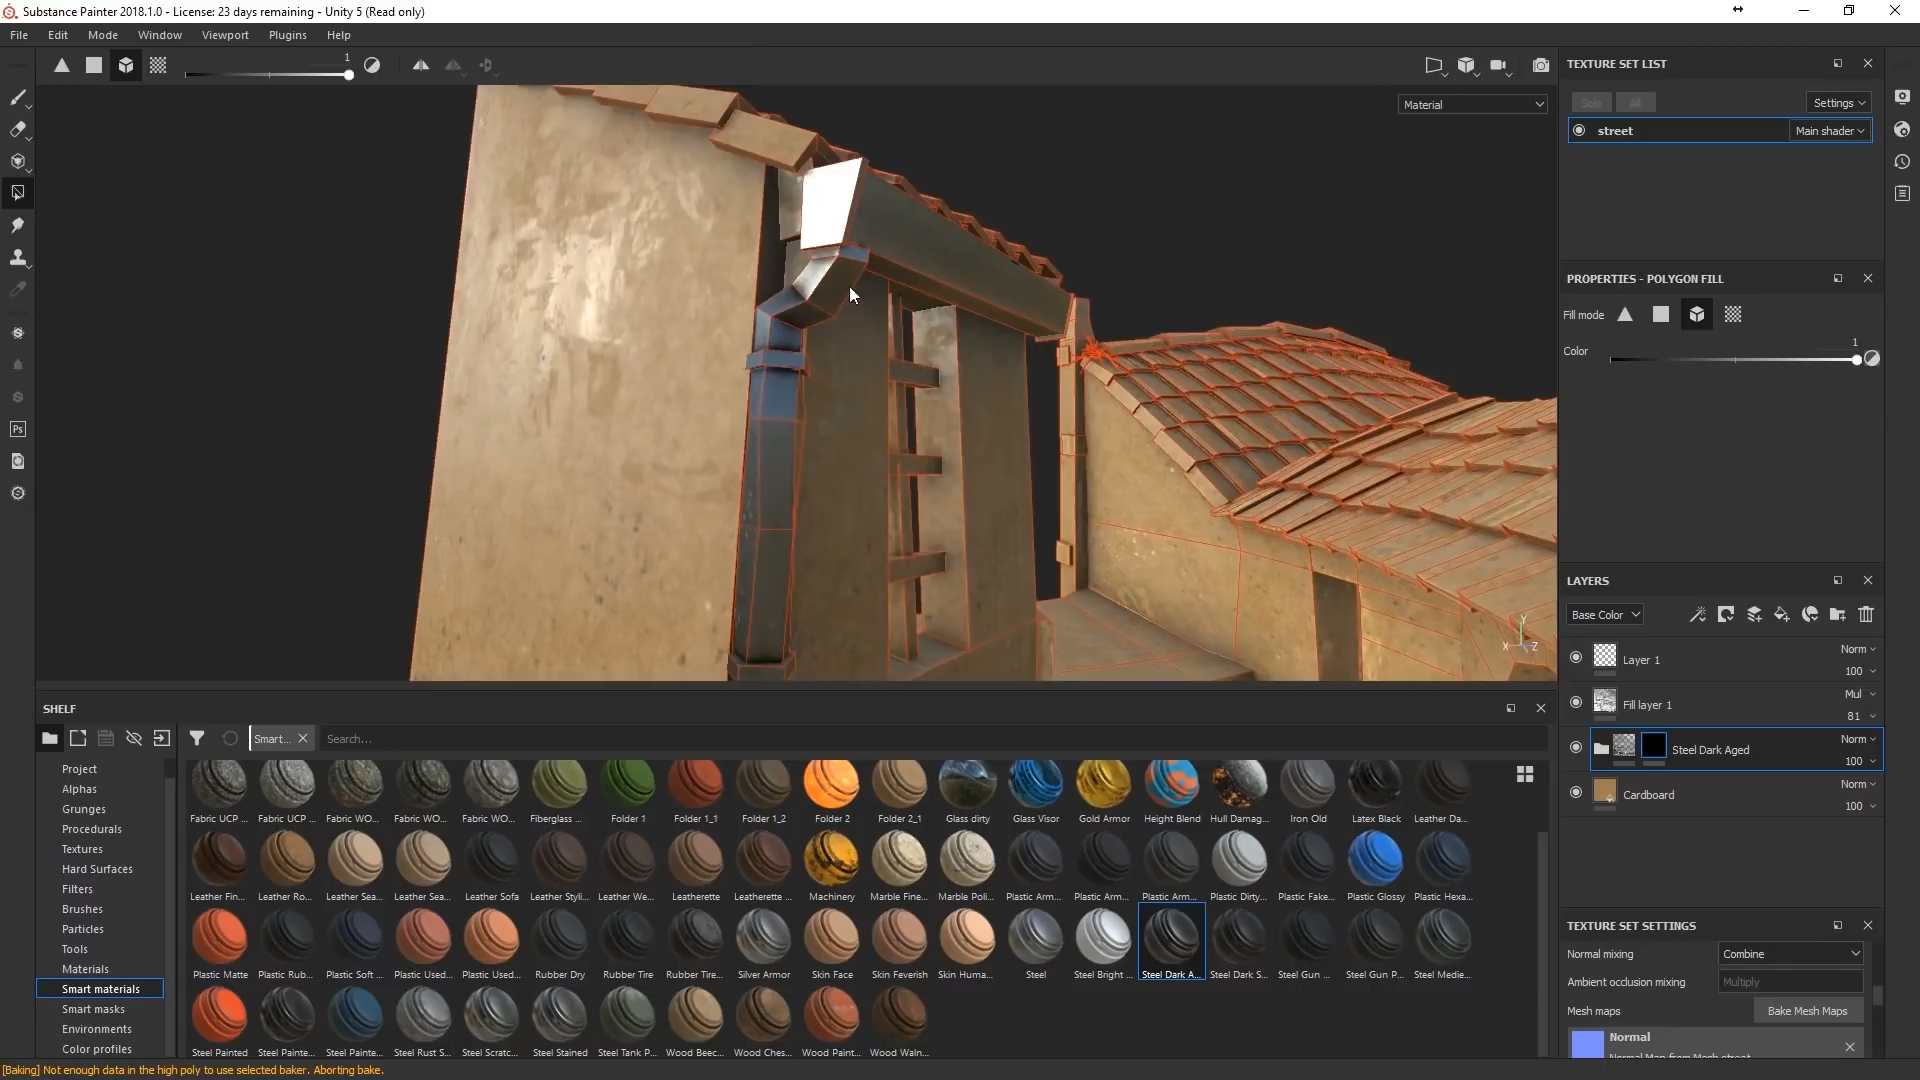 Substance Painter 2018.1.0 - License: 23 days remaining - Unity 5 (Read only)
File Edit Mode Window Viewport Plugins Help
1
Material
TEXTURE SET LIST
Solo All Settings
street Main shader
PROPERTIES - POLYGON FILL
Fill mode
1
Color
Y
X Z
LAYERS
Base Color
Layer 1 Norm
100
Fill layer 1 Mul
81
Steel Dark Aged Norm
100
Cardboard Norm
100
TEXTURE SET SETTINGS
Normal mixing Combine
Ambient occlusion mixing Multiply
Mesh maps Bake Mesh Maps
Normal
Normal Map from Mesh street
SHELF
Smart... Search...
Project
Alphas
Grunges
Procedurals
Textures
Hard Surfaces
Filters
Brushes
Particles
Tools
Materials
Smart materials
Smart masks
Environments
Color profiles
Fabric UCP ... Fabric UCP ... Fabric WO... Fabric WO... Fabric WO... Fiberglass ... Folder 1 Folder 1_1 Folder 1_2 Folder 2 Folder 2_1 Glass dirty Glass Visor Gold Armor Height Blend Hull Damag... Iron Old Latex Black Leather Da...
Leather Fin... Leather Ro... Leather Sea... Leather Sea... Leather Sofa Leather Styli... Leather We... Leatherette Leatherette ... Machinery Marble Fine... Marble Poli... Plastic Arm... Plastic Arm... Plastic Arm... Plastic Dirty... Plastic Fake... Plastic Glossy Plastic Hexa...
Plastic Matte Plastic Rub... Plastic Soft ... Plastic Used... Plastic Used... Rubber Dry Rubber Tire Rubber Tire... Silver Armor Skin Face Skin Feverish Skin Huma... Steel Steel Bright ... Steel Dark A... Steel Dark S... Steel Gun ... Steel Gun P... Steel Medie...
Steel Painted Steel Painte... Steel Painte... Steel Rust S... Steel Scratc... Steel Stained Steel Tank P... Wood Beec... Wood Ches... Wood Paint... Wood Waln...
Ps
[Baking] Not enough data in the high poly to use selected baker. Aborting bake.